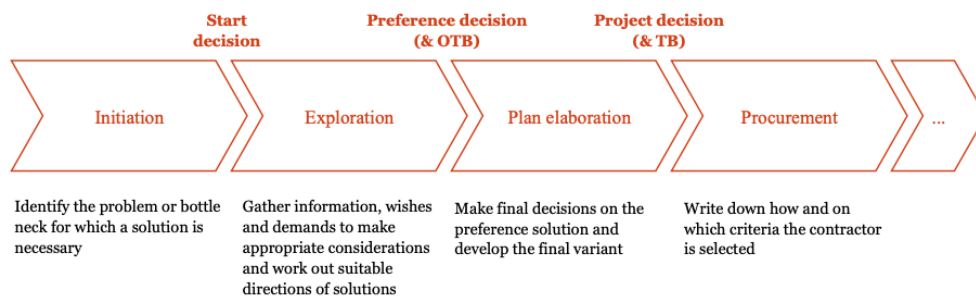 Start
decision
Preference decision
(& OTB)
Project decision
(& TB)
Initiation
Exploration
Plan elaboration
Procurement
...
Identify the problem or bottle
neck for which a solution is
necessary
Gather information, wishes
and demands to make
appropriate considerations
and work out suitable
directions of solutions
Make final decisions on the
preference solution and
develop the final variant
Write down how and on
which criteria the contractor
is selected